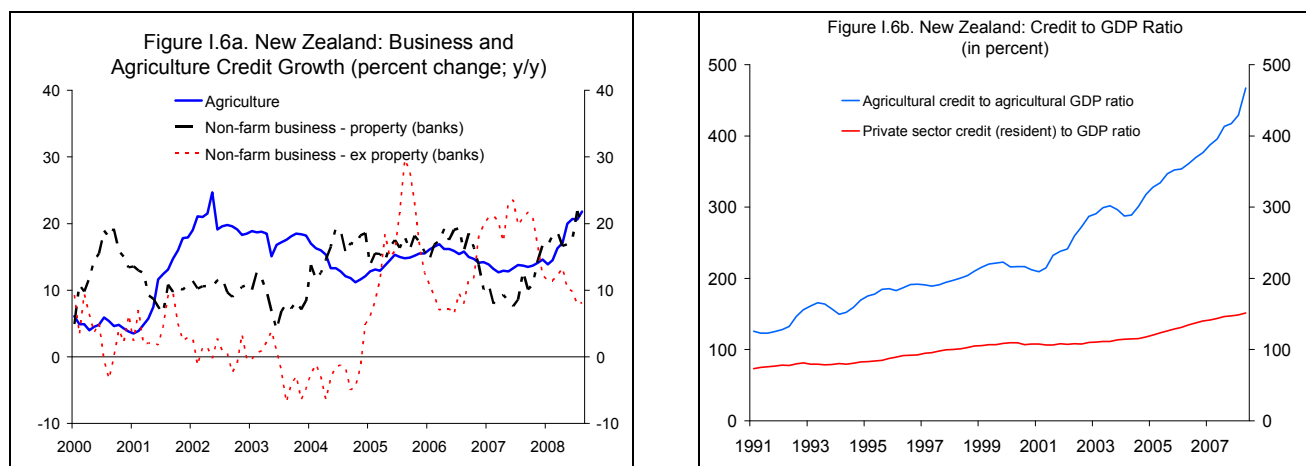 Figure I.6a. New Zealand: Business and
Agriculture Credit Growth (percent change; y/y)
40
30
20
10
0
-10
40
30
20
10
0
-10
Agriculture
Non-farm business - property (banks)
Non-farm business - ex property (banks)
2000 2001 2002 2003 2004 2005 2006 2007 2008
Figure I.6b. New Zealand: Credit to GDP Ratio
(in percent)
500
400
300
200
100
0
500
400
300
200
100
0
Agricultural credit to agricultural GDP ratio
Private sector credit (resident) to GDP ratio
1991 1993 1995 1997 1999 2001 2003 2005 2007